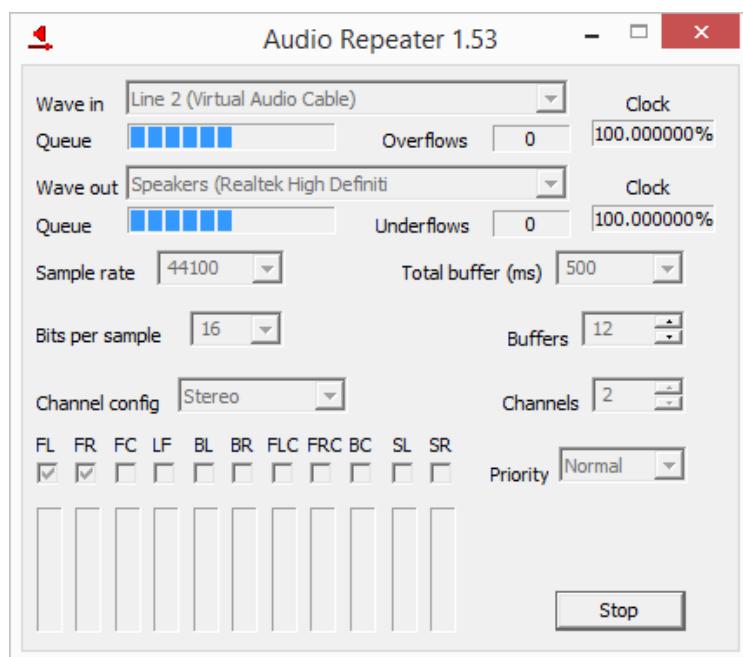 Audio Repeater 1.53
Wave in Line 2 (Virtual Audio Cable) Clock
Queue Overflows 0 100.000000%
Wave out Speakers (Realtek High Definiti Clock
Queue Underflows 0 100.000000%
Sample rate 44100 Total buffer (ms) 500
Bits per sample 16 Buffers 12
Channel config Stereo Channels 2
FL FR FC LF BL BR FLC FRC BC SL SR
Priority Normal
Stop